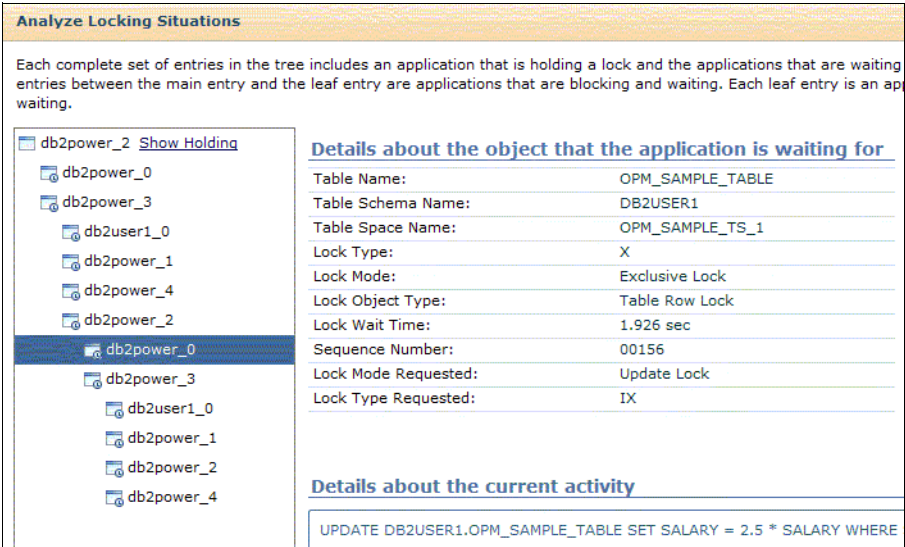 Analyze Locking Situations
Each complete set of entries in the tree includes an application that is holding a lock and the applications that are waiting
entries between the main entry and the leaf entry are applications that are blocking and waiting. Each leaf entry is an
waiting.
db2power_2 Show Holding
db2power_0
db2power_3
db2user1_0
db2power_1
db2power_4
db2power_2
db2power_0
db2power_3
db2user1_0
db2power_1
db2power_2
db2power_4
Details about the object that the application is waiting for
Table Name: OPM_SAMPLE_TABLE
Table Schema Name: DB2USER1
Table Space Name: OPM_SAMPLE_TS_1
Lock Type: X
Lock Mode: Exclusive Lock
Lock Object Type: Table Row Lock
Lock Wait Time: 1.926 sec
Sequence Number: 00156
Lock Mode Requested: Update Lock
Lock Type Requested: IX
Details about the current activity
UPDATE DB2USER1.OPM_SAMPLE_TABLE SET SALARY = 2.5 * SALARY WHERE